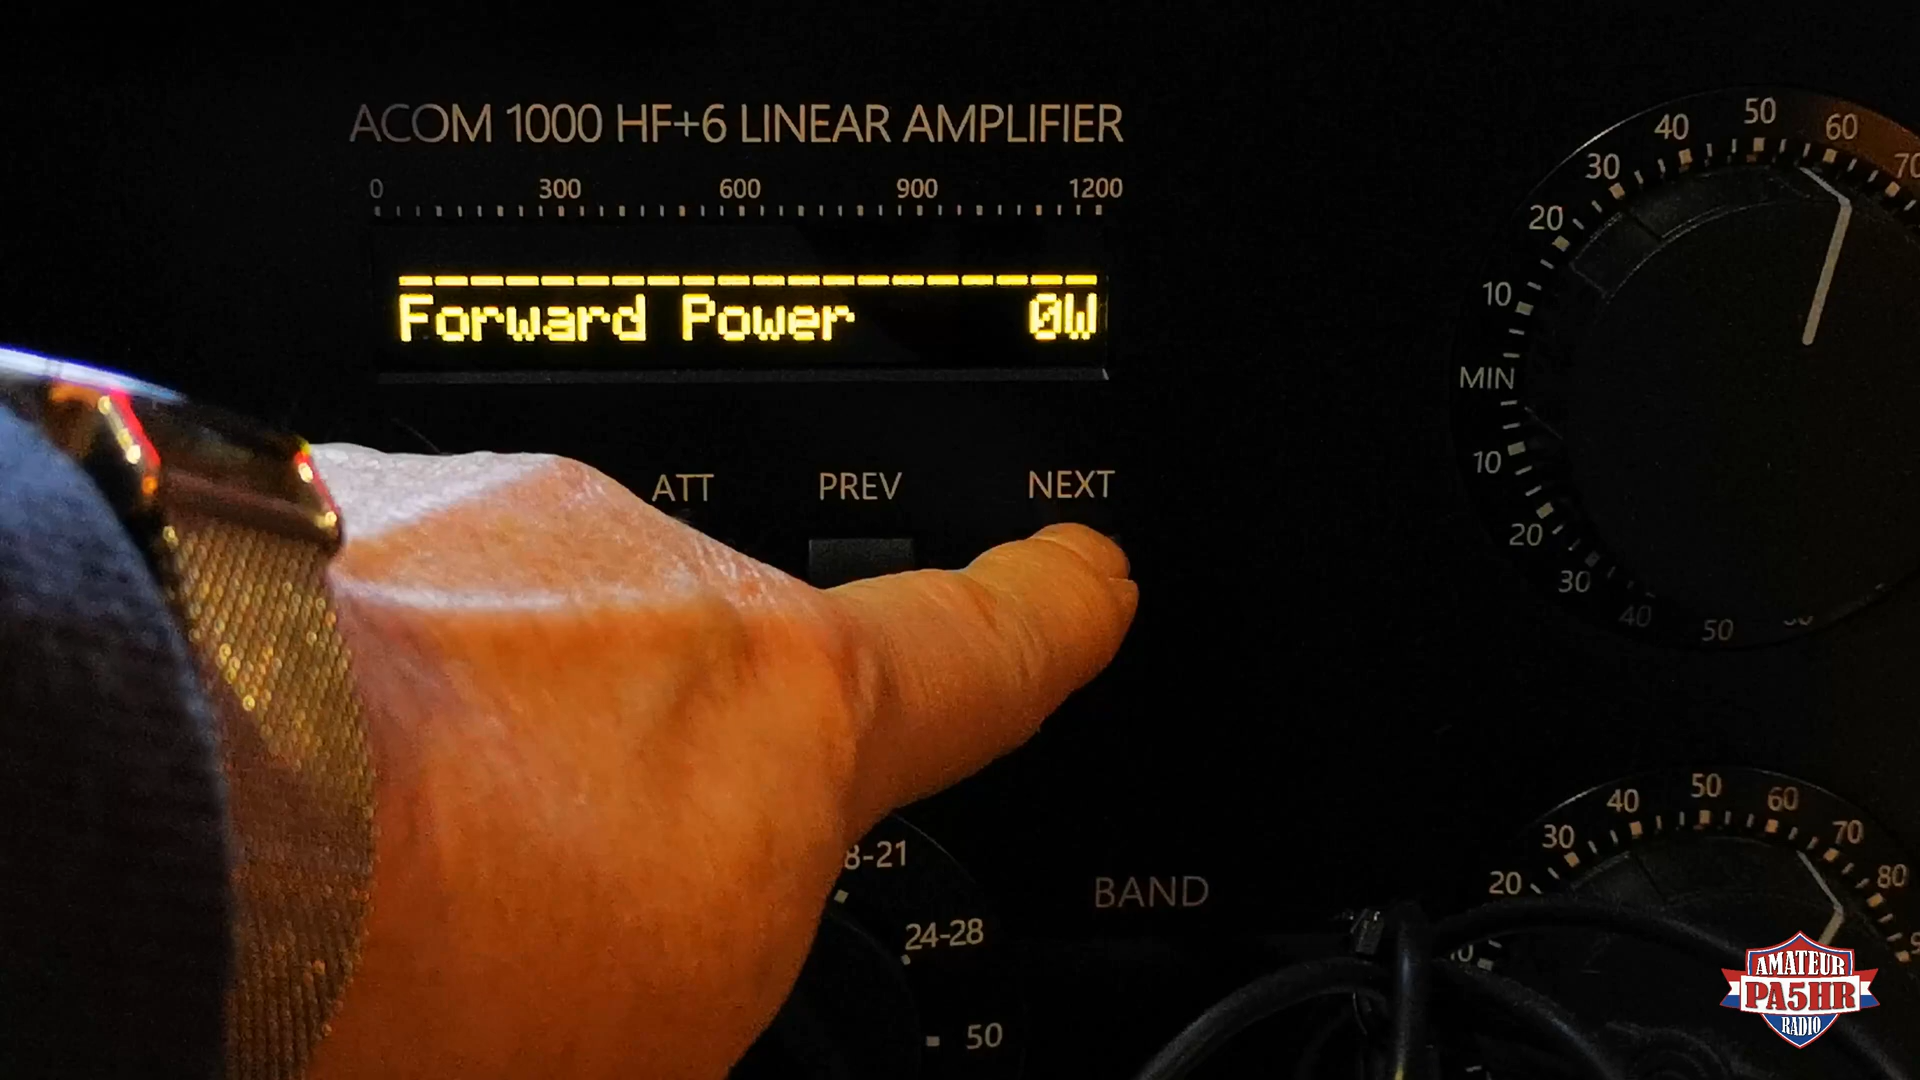 ACOM 1000 HF+6 LINEAR AMPLIFIER
0 300 600 900 1200
Forward Power 0W
ATT PREV NEXT
MIN
10 20 30 40 50 60 70
10 20 30 40 50
8-21
24-28
50
BAND
20 30 40 50 60 70 80
AMATEUR
PA5HR
RADIO